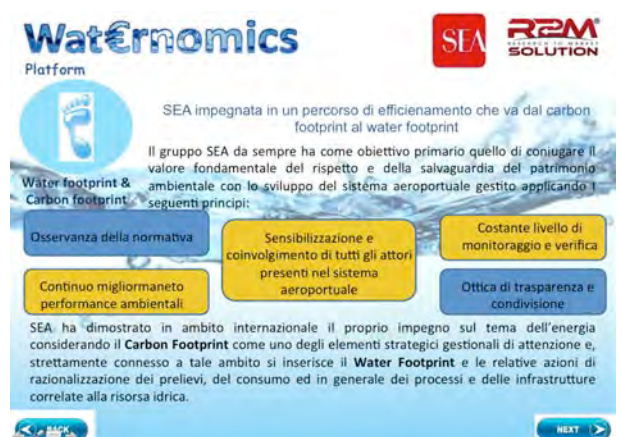 Wat€rnomics
Platform
SEA
R2M
RESEARCH TO MARKET
SOLUTION
SEA impegnata in un percorso di efficienamento che va dal carbon
footprint al water footprint
Water footprint &
Carbon footprint
Il gruppo SEA da sempre ha come obiettivo primario quello di coniugare il
valore fondamentale del rispetto e della salvaguardia del patrimonio
ambientale con lo sviluppo del sistema aeroportuale gestito applicando i
seguenti principi:
Osservanza della normativa
Continuo migliormaneto
performance ambientali
Sensibilizzazione e
coinvolgimento di tutti gli attori
presenti nel sistema
aeroportuale
Costante livello di
monitoraggio e verifica
Ottica di trasparenza e
condivisione
SEA ha dimostrato in ambito internazionale il proprio impegno sul tema dell'energia
considerando il Carbon Footprint come uno degli elementi strategici gestionali di attenzione e,
strettamente connesso a tale ambito si inserisce il Water Footprint e le relative azioni di
razionalizzazione dei prelievi, del consumo ed in generale dei processi e delle infrastrutture
correlate alla risorsa idrica.
BACK
NEXT